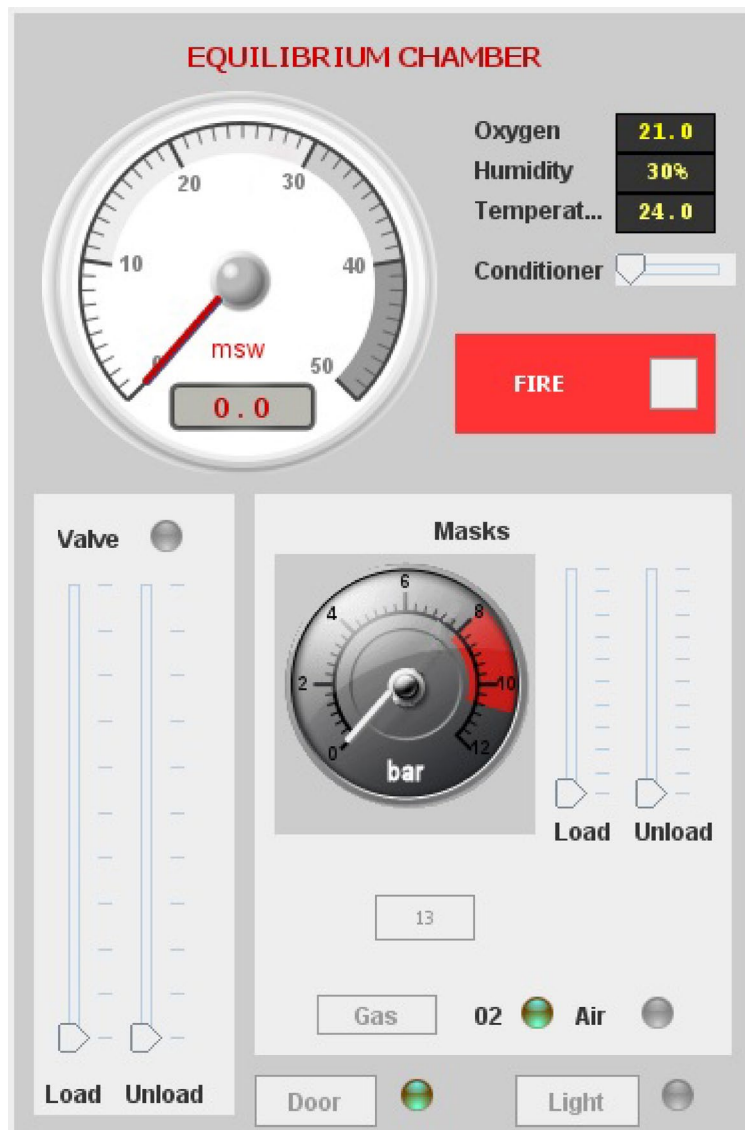 EQUILIBRIUM CHAMBER
Oxygen 21.0
Humidity 30%
Temperat... 24.0
Conditioner
20 30
10 40
0 50
msw
0.0
FIRE
Valve
Masks
6
4 8
2 10
0 12
bar
Load Unload
13
Gas 02 Air
Load Unload
Door Light